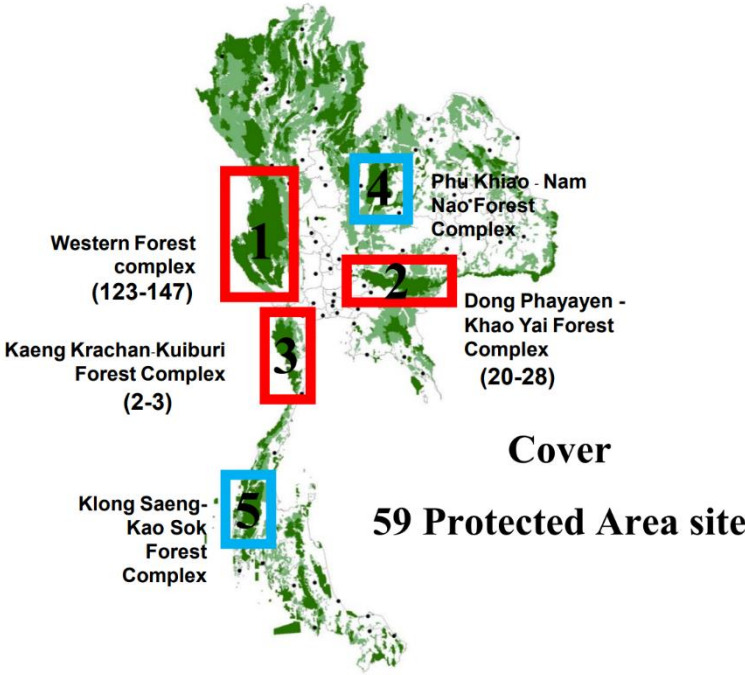 4
Phu Khiao - Nam
Nao Forest
Complex
1
Western Forest
complex
(123-147)
2
Dong Phayayen -
Khao Yai Forest
Complex
(20-28)
3
Kaeng Krachan-Kuiburi
Forest Complex
(2-3)
Cover
59 Protected Area site
5
Klong Saeng-
Kao Sok
Forest
Complex